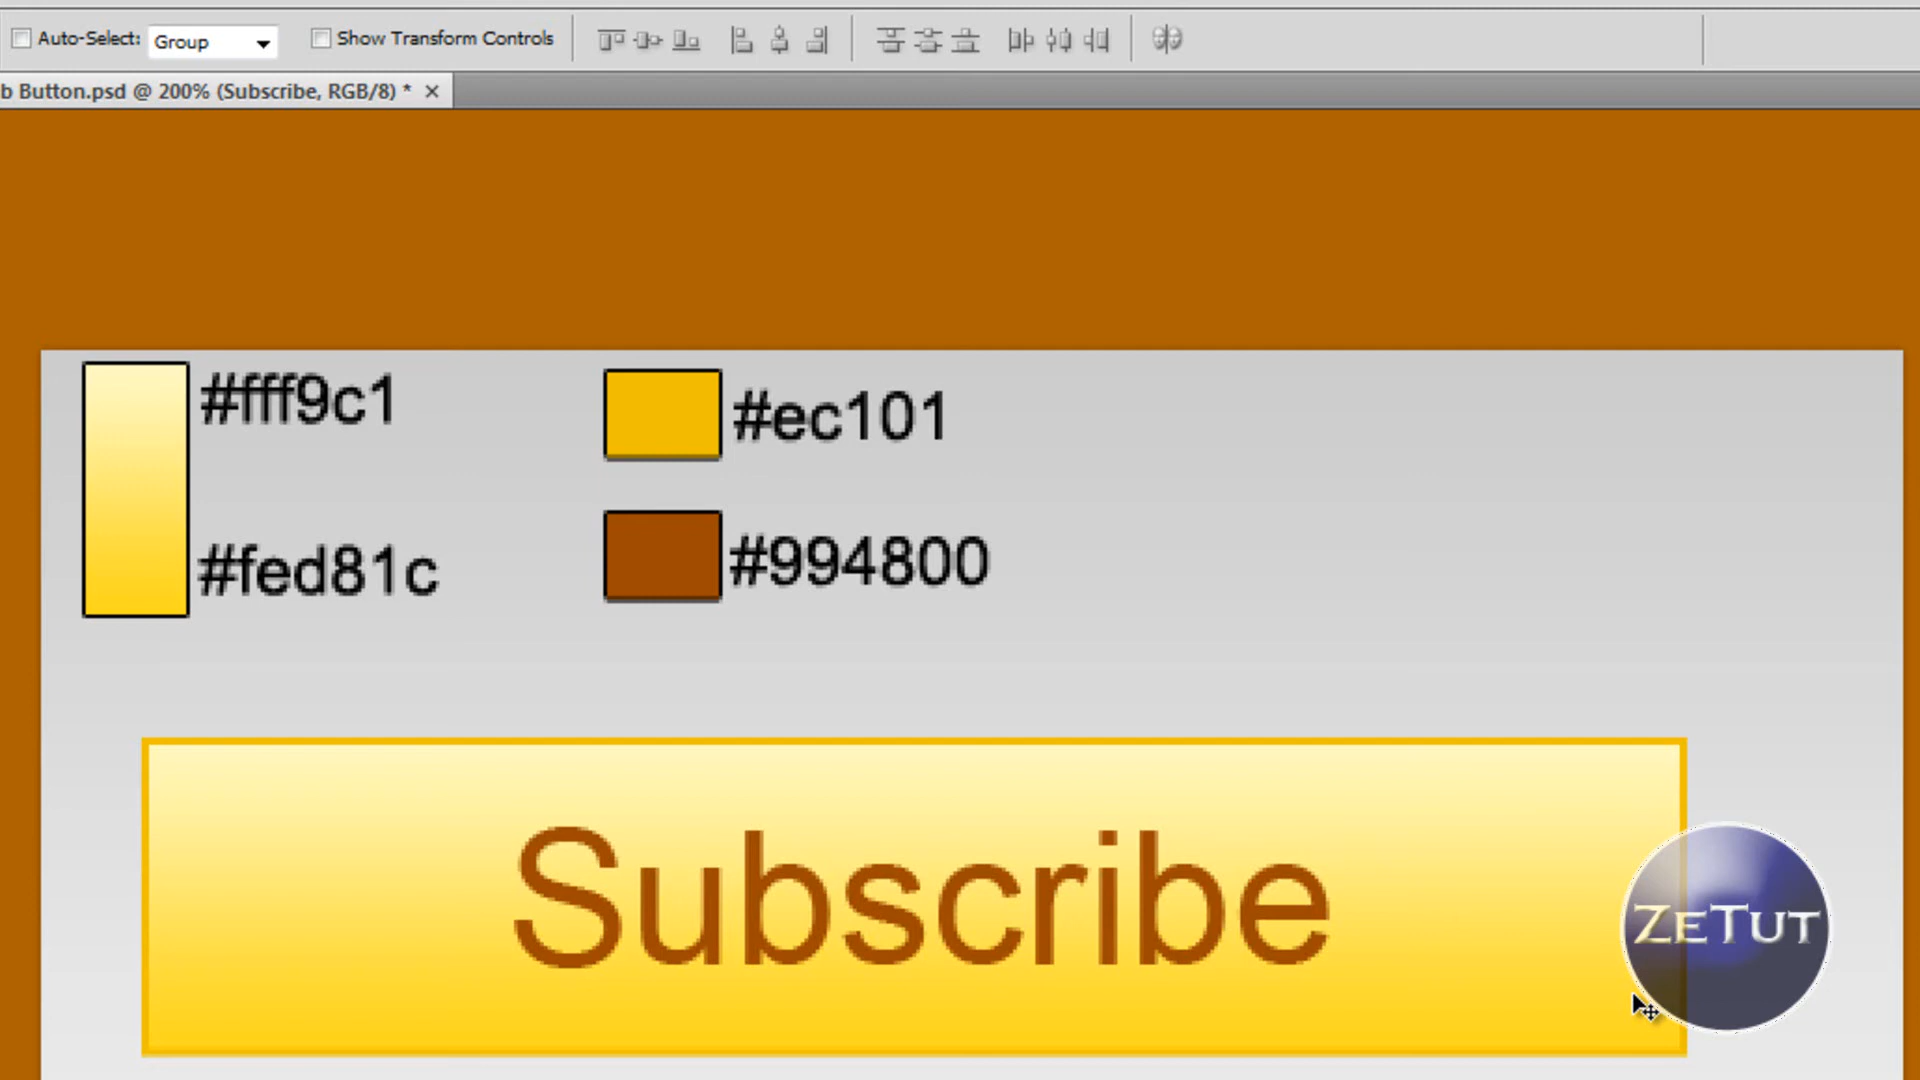 Auto-Select: Group Show Transform Controls
b Button.psd @ 200% (Subscribe, RGB/8) * ×
#fff9c1 #ec101
#fed81c #994800
Subscribe
ZeTut